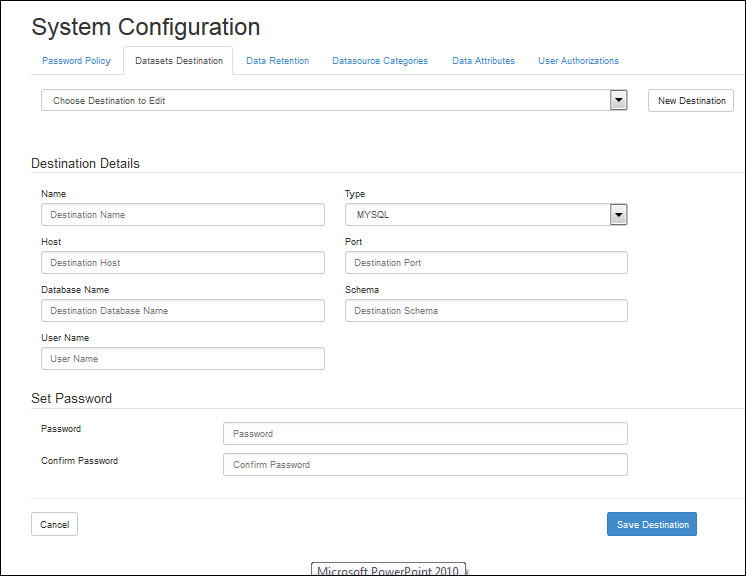 System Configuration
Password Policy Datasets Destination Data Retention Datasource Categories Data Attributes User Authorizations
Choose Destination to Edit New Destination
Destination Details
Name Type
Destination Name MYSQL
Host Port
Destination Host Destination Port
Database Name Schema
Destination Database Name Destination Schema
User Name
User Name
Set Password
Password Password
Confirm Password Confirm Password
Cancel Save Destination
Microsoft PowerPoint 2010